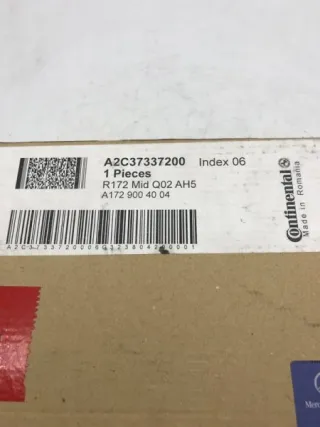 A2C37337200 Index 06
1 Pieces
R172 Mid Q02 AH5
A172 900 40 04
Continental
Made in Romania